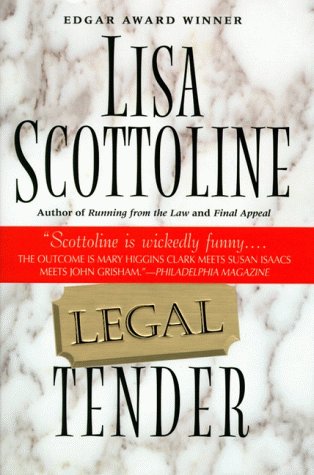 EDGAR AWARD WINNER
LISA
SCOTTOLINE
Author of Running from the Law and Final Appeal
"Scottoline is wickedly funny....
THE OUTCOME IS MARY HIGGINS CLARK MEETS SUSAN ISAACS
MEETS JOHN GRISHAM."—PHILADELPHIA MAGAZINE
LEGAL
TENDER